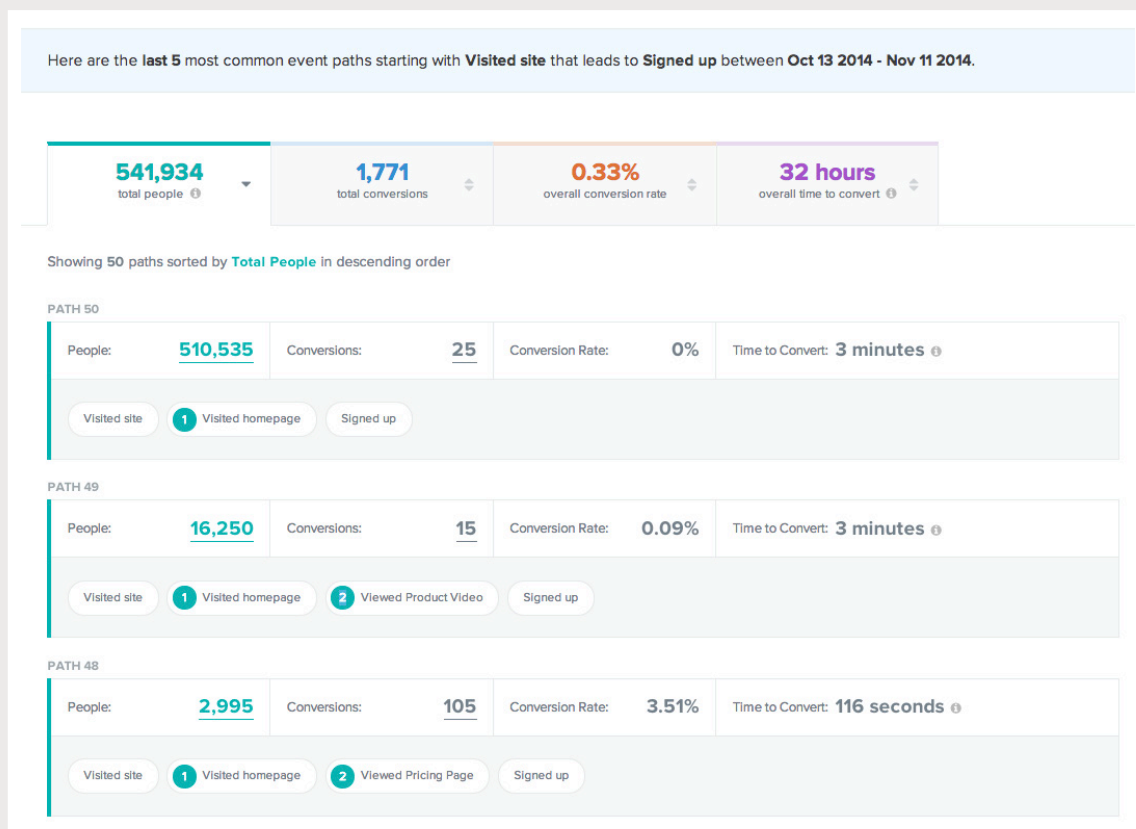 Here are the last 5 most common event paths starting with Visited site that leads to Signed up between Oct 13 2014 - Nov 11 2014.
541,934 1,771 0.33% 32 hours
total people total conversions overall conversion rate overall time to convert
Showing 50 paths sorted by Total People in descending order
PATH 50
People: 510,535 Conversions: 25 Conversion Rate: 0% Time to Convert: 3 minutes
Visited site 1 Visited homepage Signed up
PATH 49
People: 16,250 Conversions: 15 Conversion Rate: 0.09% Time to Convert: 3 minutes
Visited site 1 Visited homepage 2 Viewed Product Video Signed up
PATH 48
People: 2,995 Conversions: 105 Conversion Rate: 3.51% Time to Convert: 116 seconds
Visited site 1 Visited homepage 2 Viewed Pricing Page Signed up